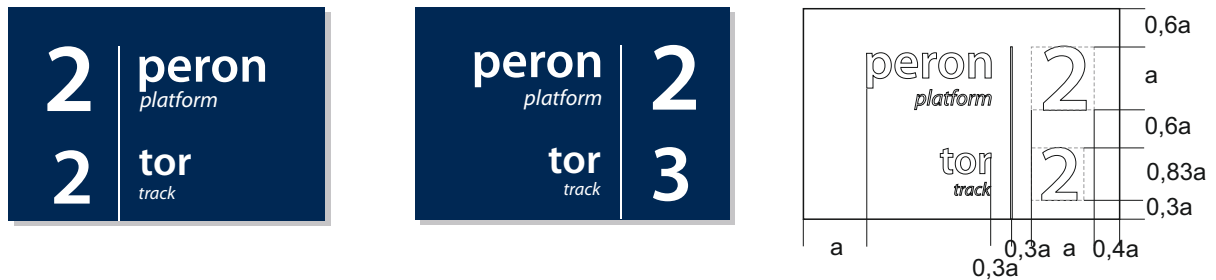 2 peron
platform
2 tor
track
peron 2
platform
tor 3
track
peron 2
platform
tor 2
track
0,6a
a
0,6a
0,83a
0,3a
a
0,3a
0,3a
a
0,4a